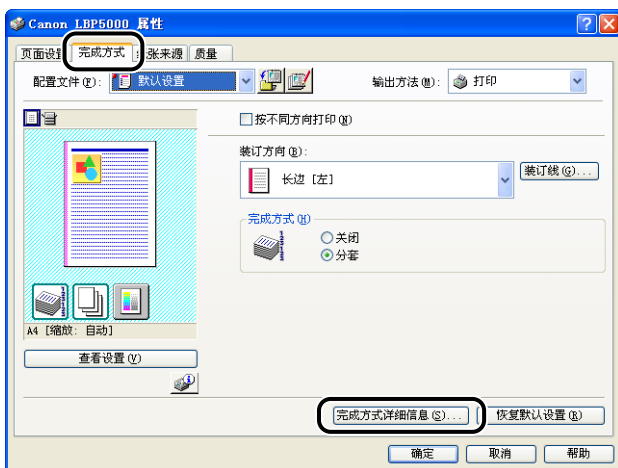 Canon LBP5000 属性
页面设 完成方式 张来源 质量
配置文件(F): 默认设置 输出方法(M): 打印
按不同方向打印(N)
装订方向(B):
长边 [左] 装订线(G)...
完成方式(H)
关闭
分套
A4 [缩放: 自动]
查看设置(V)
完成方式详细信息(S)... 恢复默认设置(R)
确定 取消 帮助